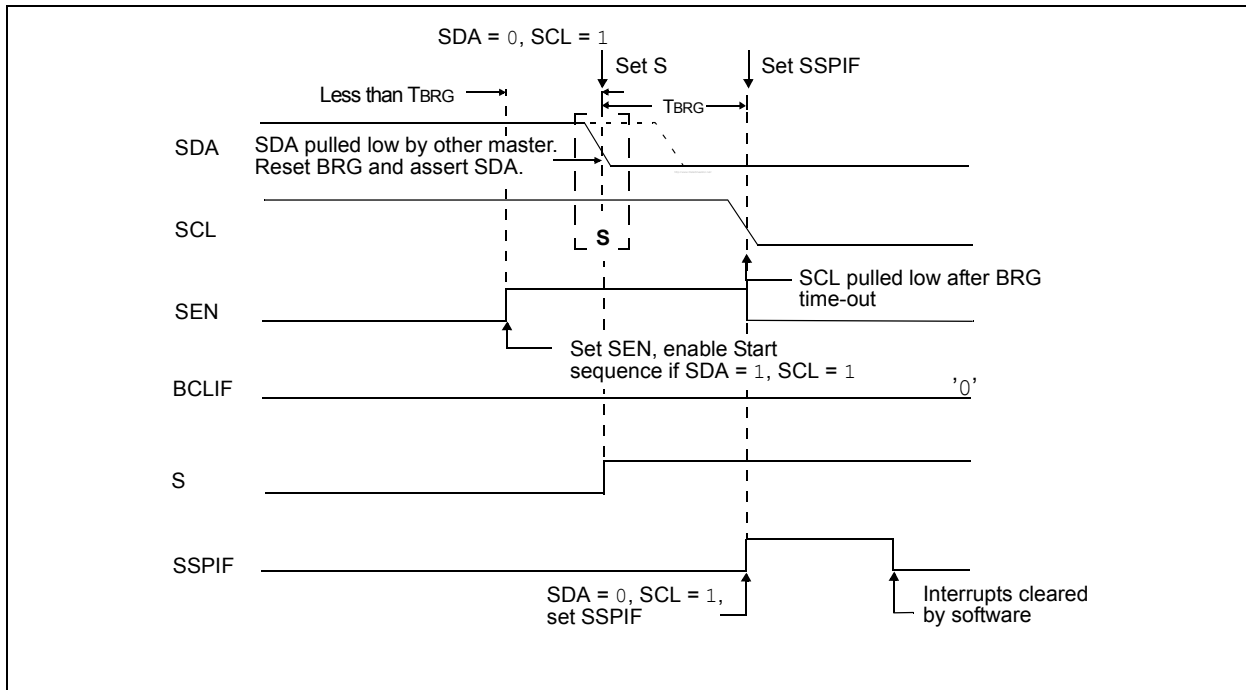 SDA = 0, SCL = 1
Set S
Set SSPIF
Less than TBRG
TBRG
SDA
SDA pulled low by other master.
Reset BRG and assert SDA.
SCL
S
SCL pulled low after BRG
time-out
SEN
Set SEN, enable Start
sequence if SDA = 1, SCL = 1
BCLIF
’0’
S
SSPIF
SDA = 0, SCL = 1,
set SSPIF
Interrupts cleared
by software